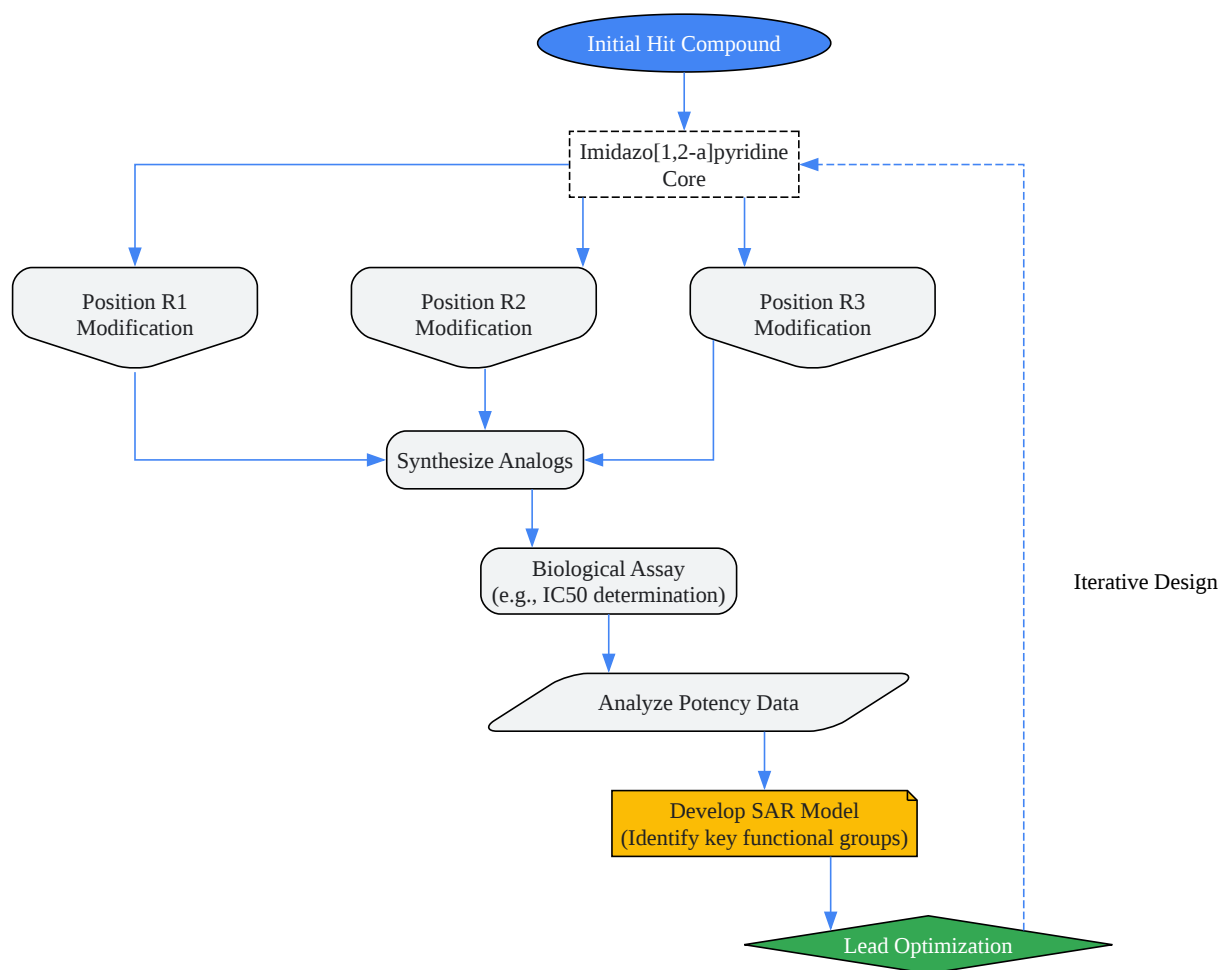 Initial Hit Compound
Imidazo[1,2-a]pyridine
Core
Position R1
Modification
Position R2
Modification
Position R3
Modification
Synthesize Analogs
Biological Assay
(e.g., IC50 determination)
Iterative Design
Analyze Potency Data
Develop SAR Model
(Identify key functional groups)
Lead Optimization